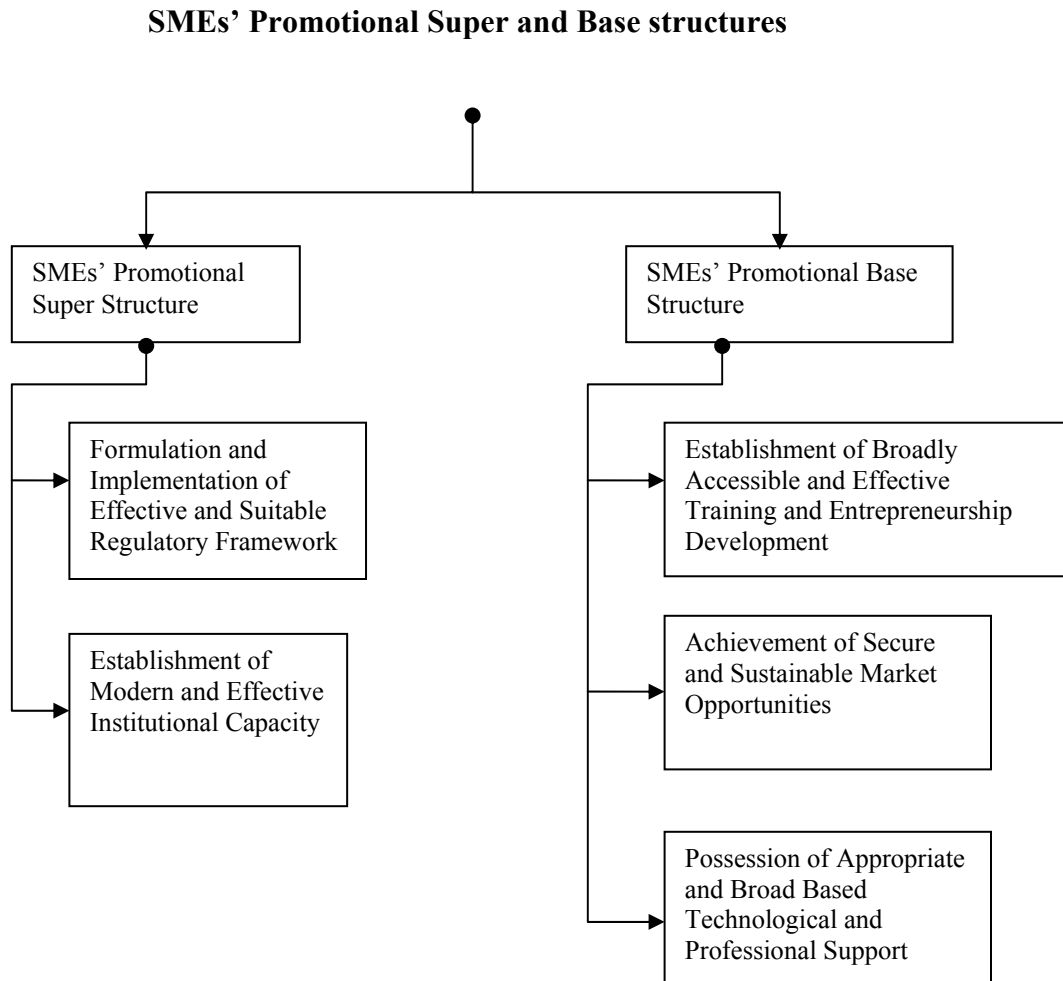 SMEs’ Promotional Super and Base structures
SMEs’ Promotional
Super Structure
SMEs’ Promotional Base
Structure
Formulation and
Implementation of
Effective and Suitable
Regulatory Framework
Establishment of
Modern and Effective
Institutional Capacity
Establishment of Broadly
Accessible and Effective
Training and Entrepreneurship
Development
Achievement of Secure
and Sustainable Market
Opportunities
Possession of Appropriate
and Broad Based
Technological and
Professional Support